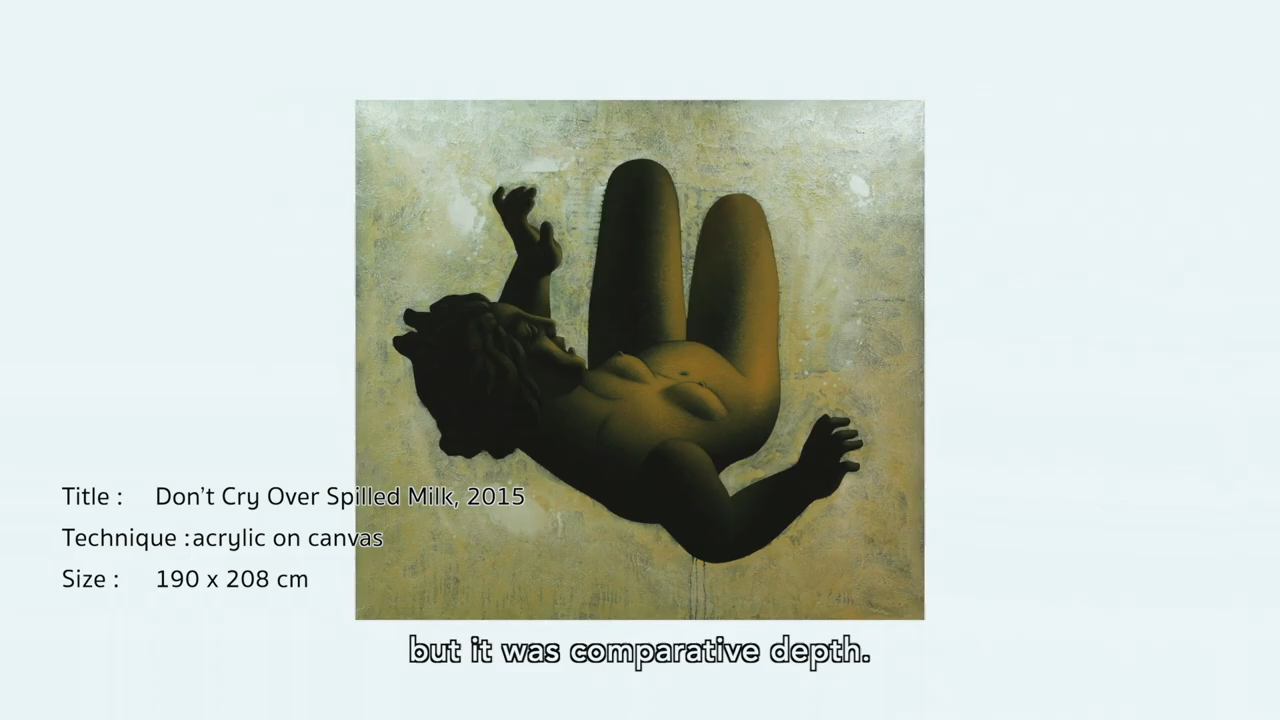 Title : Don't Cry Over Spilled Milk, 2015
Technique : acrylic on canvas
Size : 190 x 208 cm
but it was comparative depth.